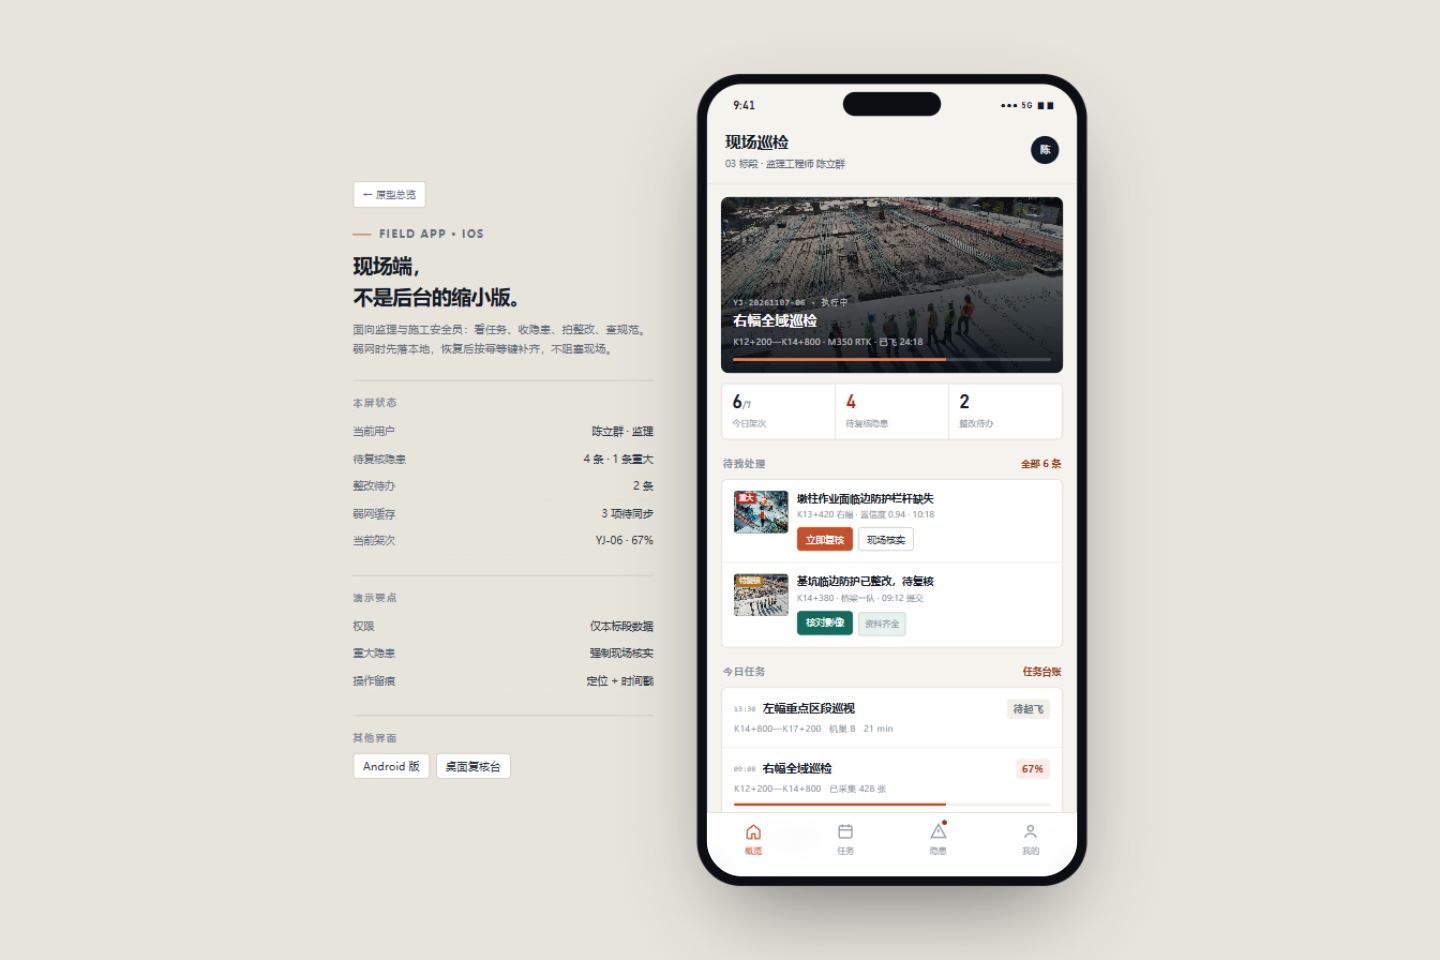 ← 原型总览
FIELD APP • IOS
现场端，
不是后台的缩小版。
面向监理与施工安全员：看任务、收隐患、拍整改、查规范。
弱网时先落本地，恢复后按幂等键补齐，不阻塞现场。
本屏状态
当前用户 陈立群 · 监理
待复核隐患 4 条 · 1 条重大
整改待办 2 条
弱网缓存 3 项待同步
当前架次 YJ-06 · 67%
演示要点
权限 仅本标段数据
重大隐患 强制现场核实
操作留痕 定位 + 时间戳
其他界面
Android 版 桌面复核台
9:41 5G
现场巡检
03 标段 · 监理工程师 陈立群
陈
YJ-20261107-06 · 执行中
右幅全域巡检
K12+200—K14+800 · M350 RTK · 已飞 24:18
6/7 4 2
今日架次 待复核隐患 整改待办
待我处理 全部 6 条
重大
墩柱作业面临边防护栏杆缺失
K13+420 右幅 · 置信度 0.94 · 10:18
立即复核 现场核实
待复核
基坑临边防护已整改，待复核
K14+380 · 桥梁一队 · 09:12 提交
核对影像 资料齐全
今日任务 任务台账
13:30 左幅重点区段巡视 待起飞
K14+800—K17+200 机巢 B 21 min
09:08 右幅全域巡检 67%
K12+200—K14+800 已采集 428 张
概览 任务 隐患 我的